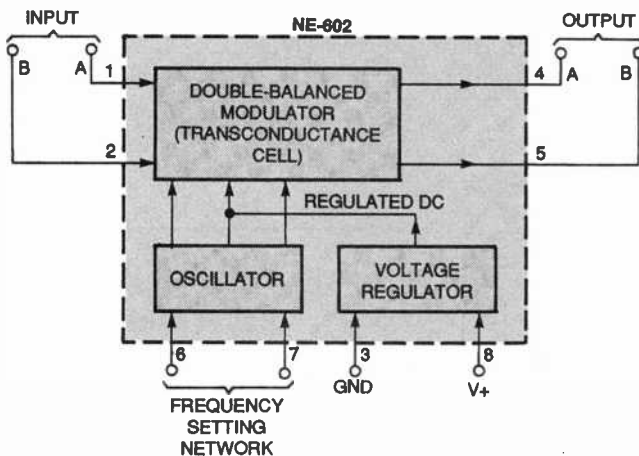 INPUT
NE-602
OUTPUT
B
A
1
DOUBLE-BALANCED
MODULATOR
(TRANSCONDUCTANCE
CELL)
4
A
B
2
5
REGULATED DC
OSCILLATOR
VOLTAGE
REGULATOR
6
7
3
8
GND
V+
FREQUENCY
SETTING
NETWORK